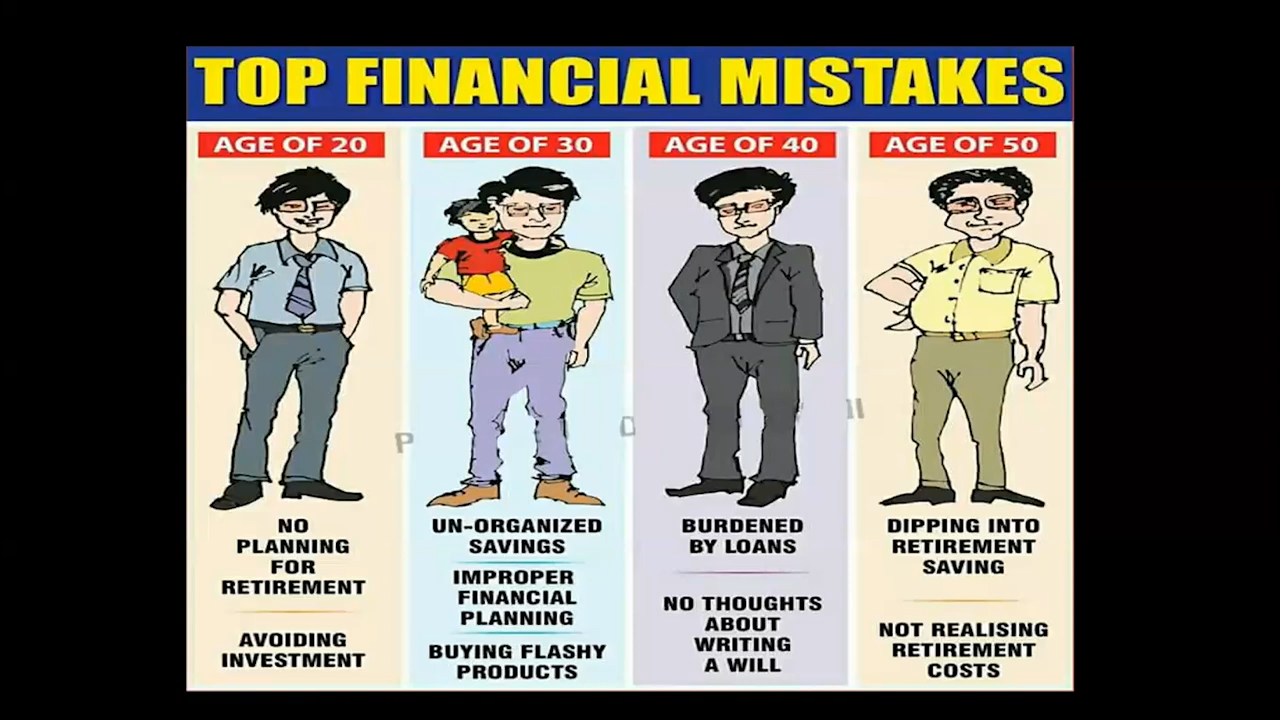 TOP FINANCIAL MISTAKES
AGE OF 20
NO
PLANNING
FOR
RETIREMENT
AVOIDING
INVESTMENT
AGE OF 30
UN-ORGANIZED
SAVINGS
IMPROPER
FINANCIAL
PLANNING
BUYING FLASHY
PRODUCTS
AGE OF 40
BURDENED
BY LOANS
NO THOUGHTS
ABOUT
WRITING
A WILL
AGE OF 50
DIPPING INTO
RETIREMENT
SAVING
NOT REALISING
RETIREMENT
COSTS